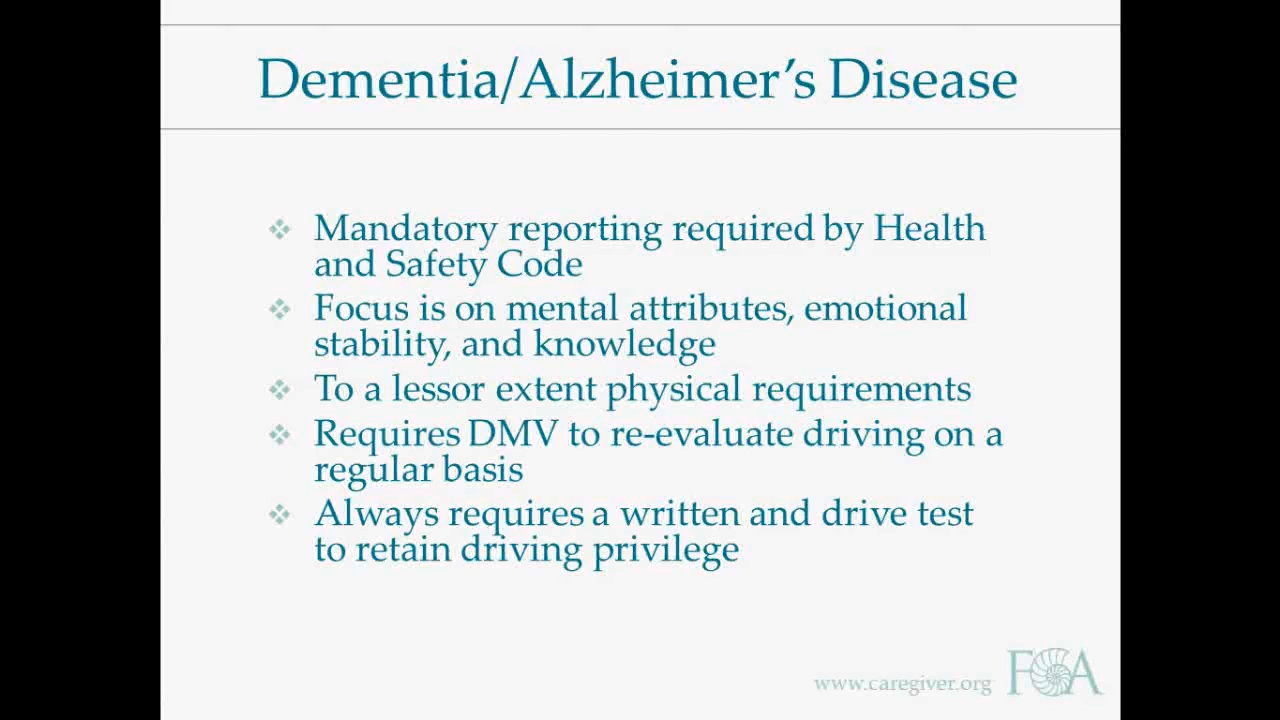 Dementia/Alzheimer’s Disease
Mandatory reporting required by Health
and Safety Code
Focus is on mental attributes, emotional
stability, and knowledge
To a lessor extent physical requirements
Requires DMV to re-evaluate driving on a
regular basis
Always requires a written and drive test
to retain driving privilege
www.caregiver.org FCA